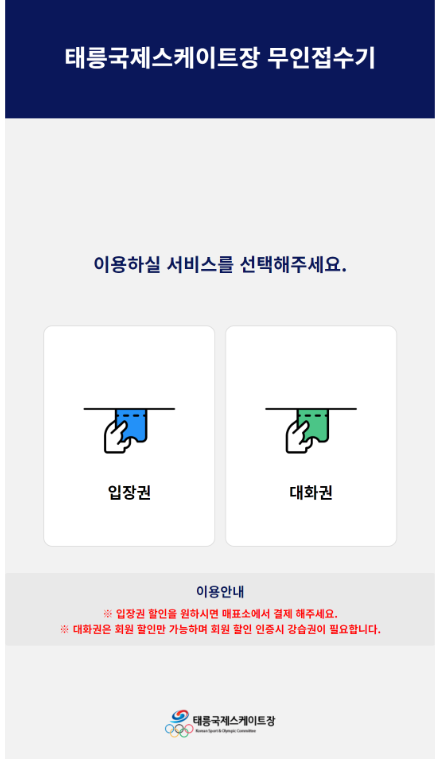 태릉국제스케이트장 무인접수기
이용하실 서비스를 선택해주세요.
입장권
대화권
이용안내
※ 입장권 할인을 원하시면 매표소에서 결제 해주세요.
※ 대화권은 회원 할인만 가능하며 회원 할인 인증시 강습권이 필요합니다.
태릉국제스케이트장
Korean Sport & Olympic Committee